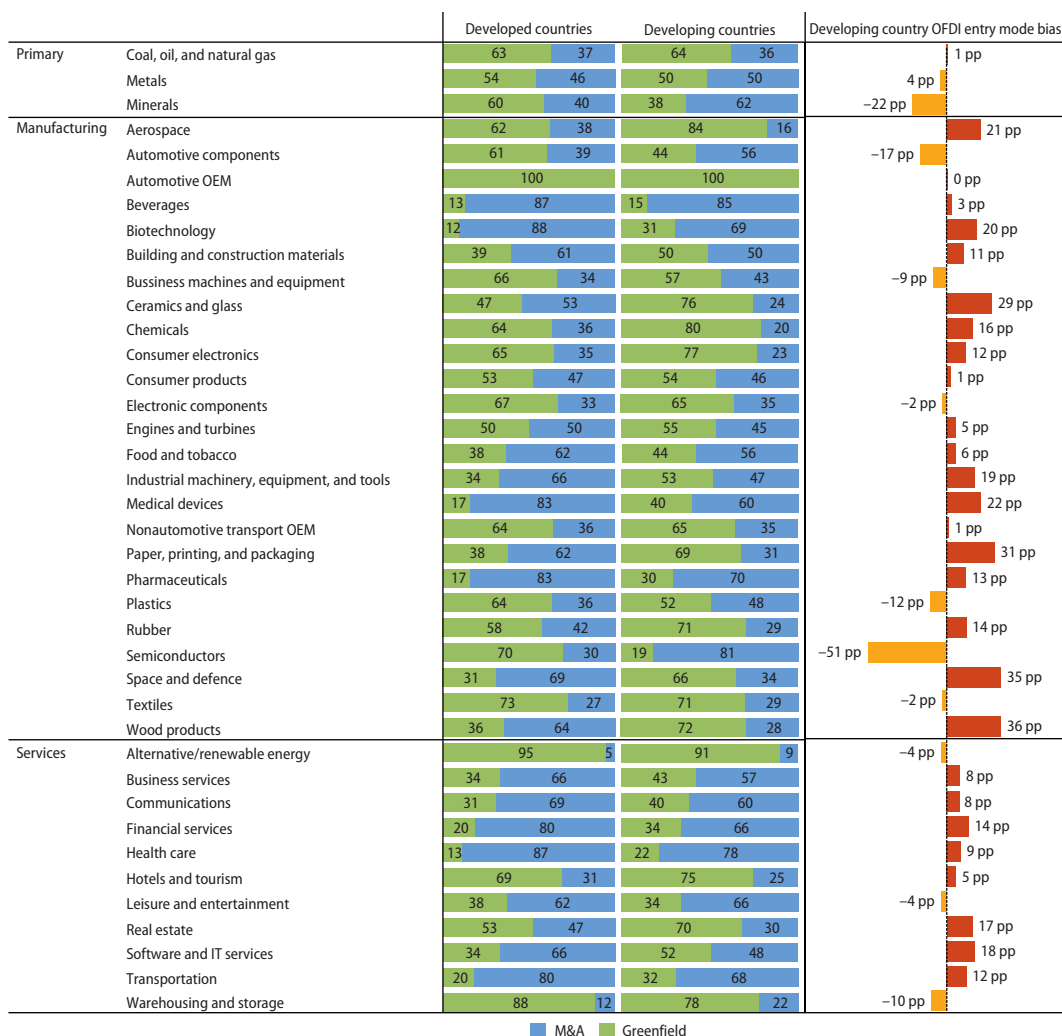 Developed countries Developing countries Developing country OFDI entry mode bias
Primary Coal, oil, and natural gas 63 37 64 36 1 pp
Metals 54 46 50 50 4 pp
Minerals 60 40 38 62 –22 pp
Manufacturing Aerospace 62 38 84 16 21 pp
Automotive components 61 39 44 56 –17 pp
Automotive OEM 100 100 0 pp
Beverages 13 87 15 85 3 pp
Biotechnology 12 88 31 69 20 pp
Building and construction materials 39 61 50 50 11 pp
Bussiness machines and equipment 66 34 57 43 –9 pp
Ceramics and glass 47 53 76 24 29 pp
Chemicals 64 36 80 20 16 pp
Consumer electronics 65 35 77 23 12 pp
Consumer products 53 47 54 46 1 pp
Electronic components 67 33 65 35 –2 pp
Engines and turbines 50 50 55 45 5 pp
Food and tobacco 38 62 44 56 6 pp
Industrial machinery, equipment, and tools 34 66 53 47 19 pp
Medical devices 17 83 40 60 22 pp
Nonautomotive transport OEM 64 36 65 35 1 pp
Paper, printing, and packaging 38 62 69 31 31 pp
Pharmaceuticals 17 83 30 70 13 pp
Plastics 64 36 52 48 –12 pp
Rubber 58 42 71 29 14 pp
Semiconductors 70 30 19 81 –51 pp
Space and defence 31 69 66 34 35 pp
Textiles 73 27 71 29 –2 pp
Wood products 36 64 72 28 36 pp
Services Alternative/renewable energy 95 5 91 9 –4 pp
Business services 34 66 43 57 8 pp
Communications 31 69 40 60 8 pp
Financial services 20 80 34 66 14 pp
Health care 13 87 22 78 9 pp
Hotels and tourism 69 31 75 25 5 pp
Leisure and entertainment 38 62 34 66 –4 pp
Real estate 53 47 70 30 17 pp
Software and IT services 34 66 52 48 18 pp
Transportation 20 80 32 68 12 pp
Warehousing and storage 88 12 78 22 –10 pp
M&A Greenfield